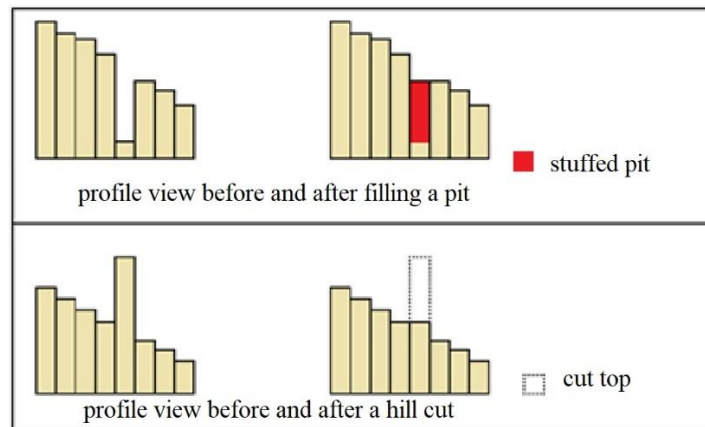 stuffed pit
profile view before and after filling a pit
cut top
profile view before and after a hill cut